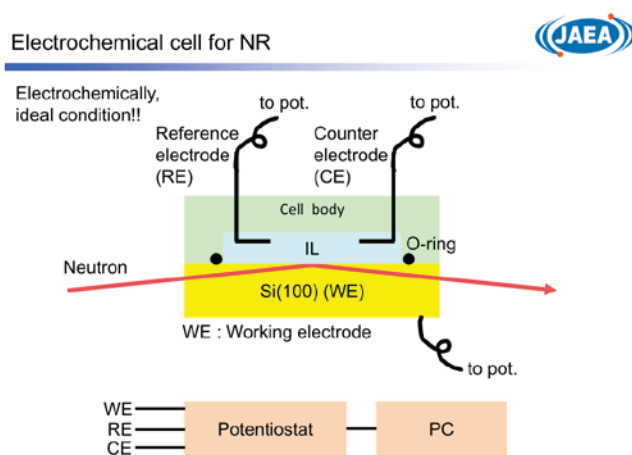 Electrochemical cell for NR
JAEA
Electrochemically,
ideal condition!!
to pot.
to pot.
Reference
electrode
(RE)
Counter
electrode
(CE)
Cell body
IL
O-ring
Neutron
Si(100) (WE)
WE : Working electrode
to pot.
WE
RE
CE
Potentiostat
PC